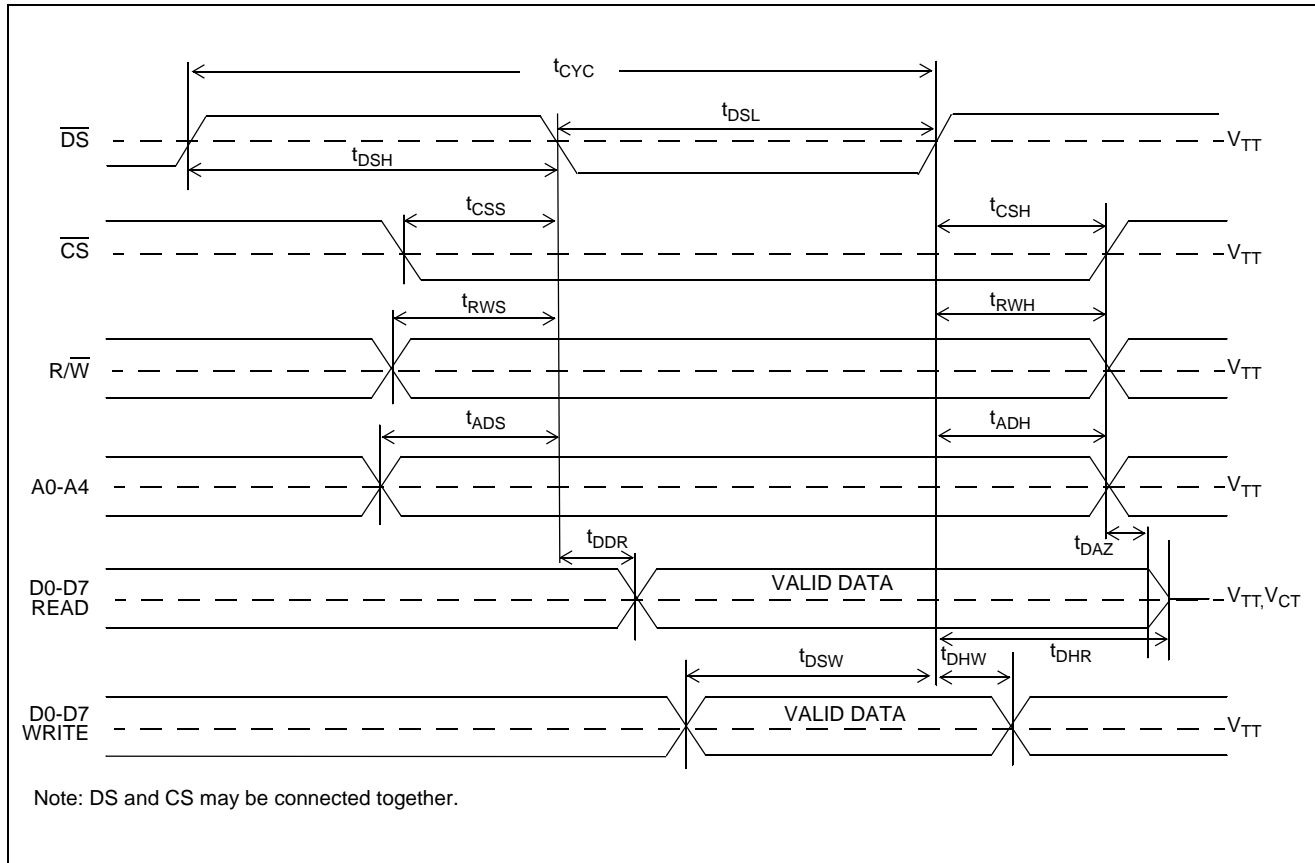 tCYC
tDSL
DS
VTT
tDSH
tCSS
tCSH
CS
VTT
tRWS
tRWH
R/W
VTT
tADS
tADH
A0-A4
VTT
tDDR
tDAZ
D0-D7
READ
VALID DATA
VTT,VCT
tDHR
tDSW
tDHW
D0-D7
WRITE
VALID DATA
VTT
Note: DS and CS may be connected together.